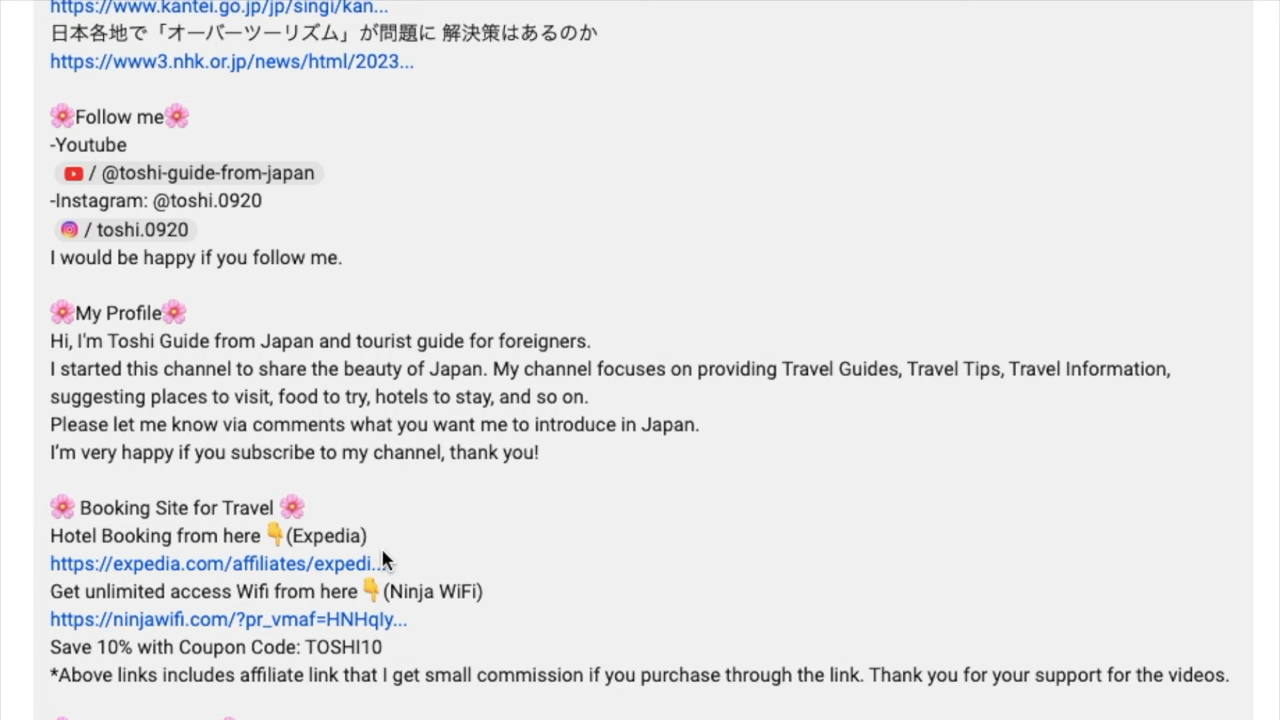 https://www.kantei.go.jp/jp/singi/kan...
日本各地で「オーバーツーリズム」が問題に 解決策はあるのか
https://www3.nhk.or.jp/news/html/2023...
🌸Follow me🌸
-Youtube
/ @toshi-guide-from-japan
-Instagram: @toshi.0920
/ toshi.0920
I would be happy if you follow me.
🌸My Profile🌸
Hi, I'm Toshi Guide from Japan and tourist guide for foreigners.
I started this channel to share the beauty of Japan. My channel focuses on providing Travel Guides, Travel Tips, Travel Information,
suggesting places to visit, food to try, hotels to stay, and so on.
Please let me know via comments what you want me to introduce in Japan.
I’m very happy if you subscribe to my channel, thank you!
🌸 Booking Site for Travel 🌸
Hotel Booking from here👇(Expedia)
https://expedia.com/affiliates/expedi...
Get unlimited access Wifi from here👇(Ninja WiFi)
https://ninjawifi.com/?pr_vmaf=HNHqIy...
Save 10% with Coupon Code: TOSHI10
*Above links includes affiliate link that I get small commission if you purchase through the link. Thank you for your support for the videos.